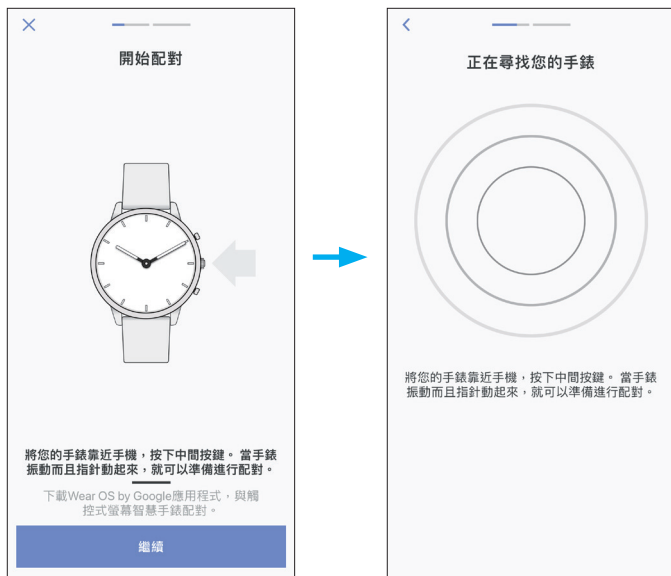 開始配對
將您的手錶靠近手機,按下中間按鍵。 當手錶
振動而且指針動起來,就可以準備進行配對。
下載Wear OS by Google應用程式,與觸
控式螢幕智慧手錶配對。
繼續
正在尋找您的手錶
將您的手錶靠近手機,按下中間按鍵。 當手錶
振動而且指針動起來,就可以準備進行配對。